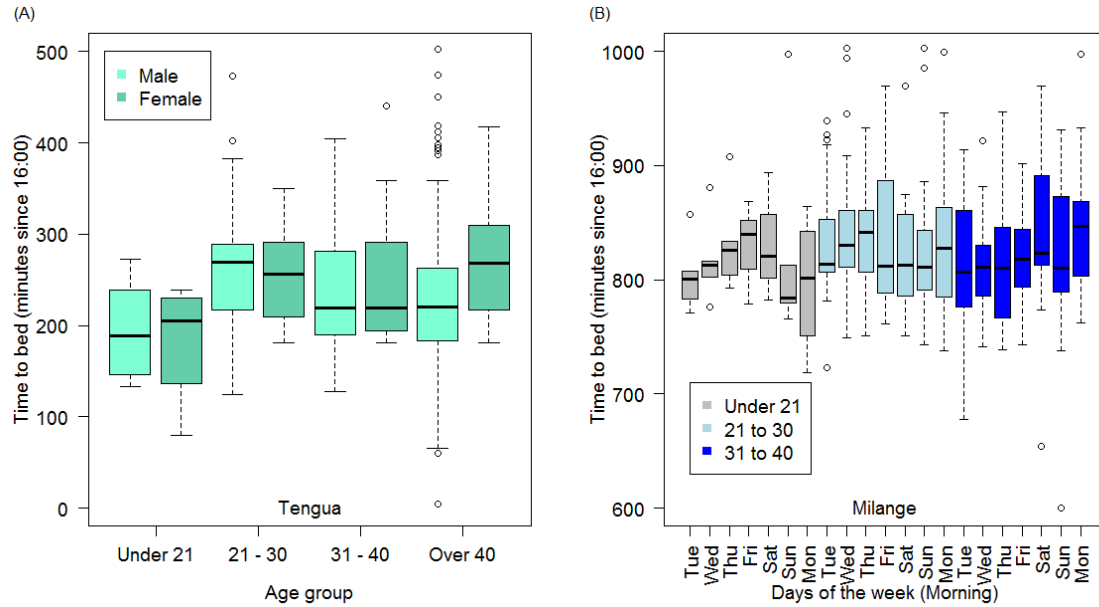 (A)
Time to bed (minutes since 16:00)
500
400
300
200
100
0
Male
Female
Tengua
Under 21
21 - 30
31 - 40
Over 40
Age group
(B)
Time to bed (minutes since 16:00)
1000
900
800
700
600
Under 21
21 to 30
31 to 40
Milange
Tue
Wed
Thu
Fri
Sat
Sun
Mon
Tue
Wed
Thu
Fri
Sat
Sun
Mon
Tue
Wed
Thu
Fri
Sat
Sun
Mon
Days of the week (Morning)